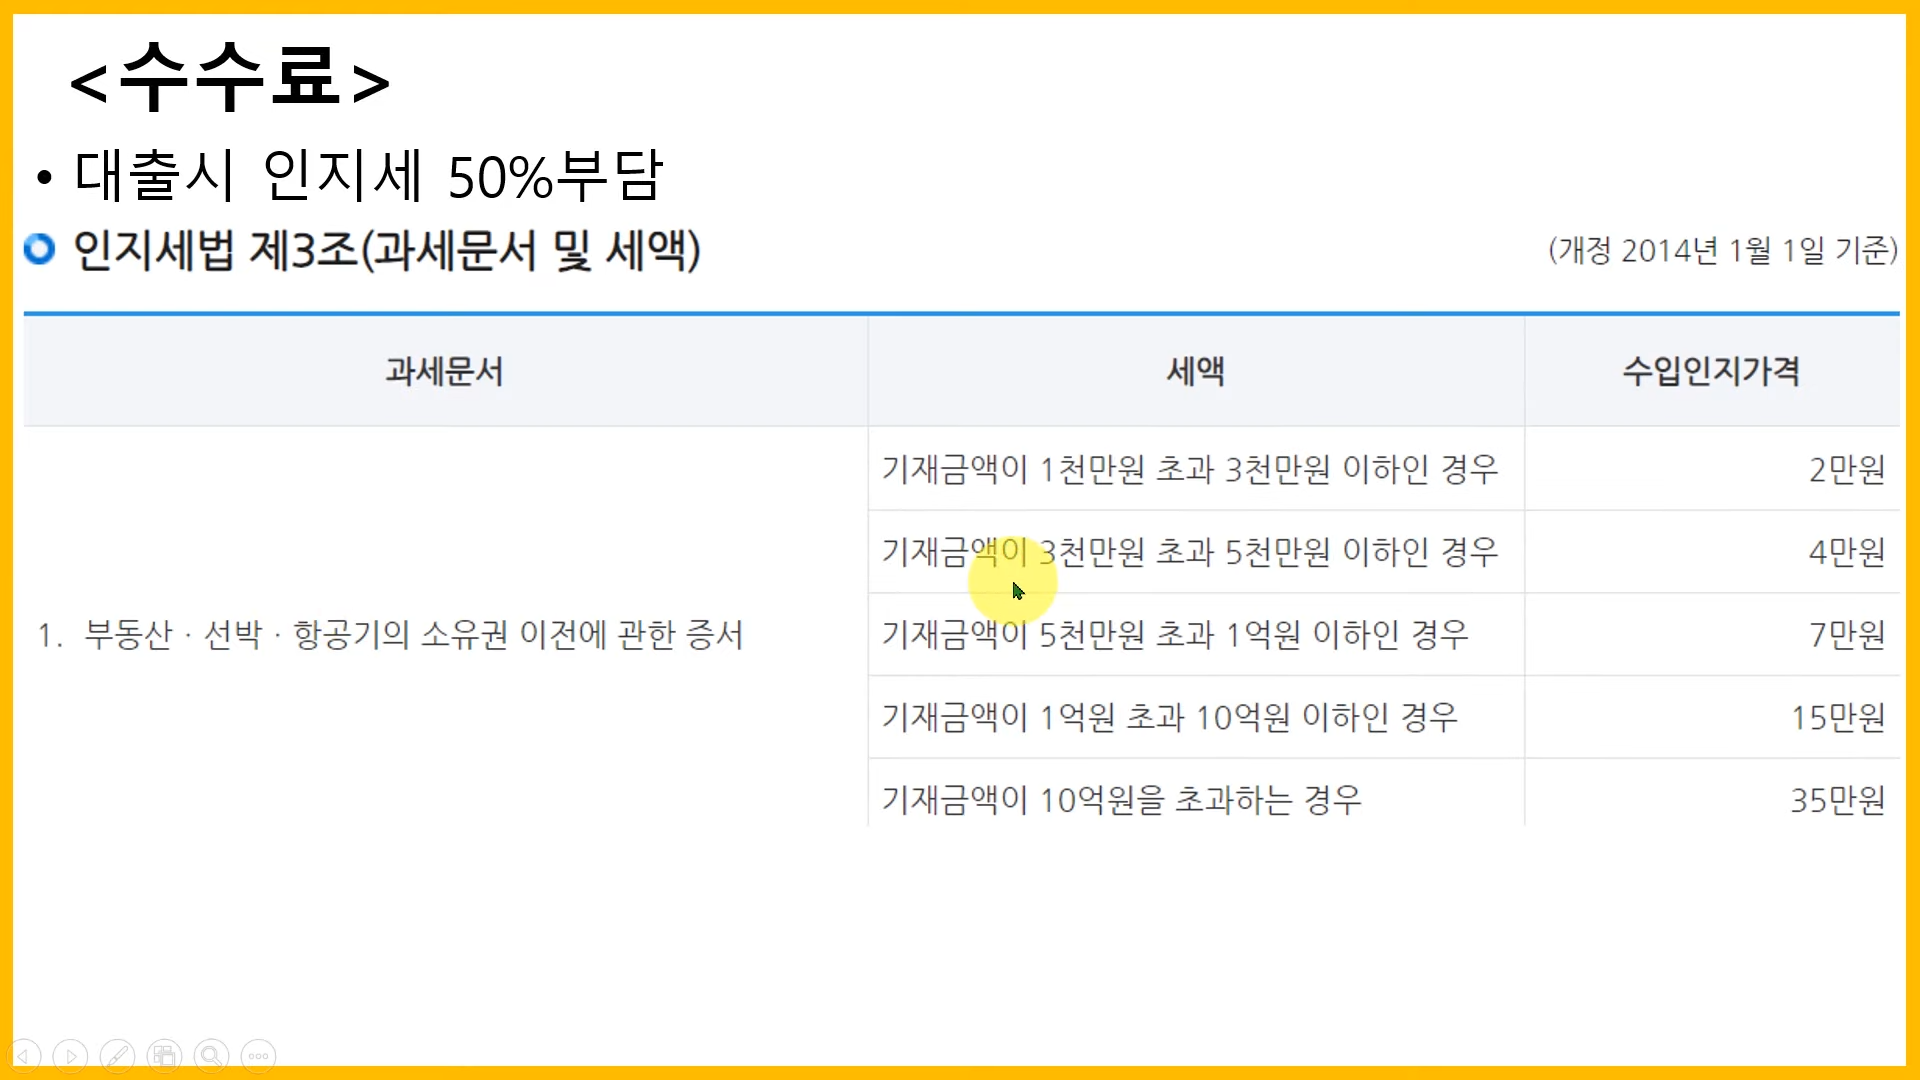 <수수료>
• 대출시 인지세 50%부담
인지세법 제3조(과세문서 및 세액)
(개정 2014년 1월 1일 기준)
과세문서 세액 수입인지가격
기재금액이 1천만원 초과 3천만원 이하인 경우 2만원
기재금액이 3천만원 초과 5천만원 이하인 경우 4만원
1. 부동산 · 선박 · 항공기의 소유권 이전에 관한 증서 기재금액이 5천만원 초과 1억원 이하인 경우 7만원
기재금액이 1억원 초과 10억원 이하인 경우 15만원
기재금액이 10억원을 초과하는 경우 35만원